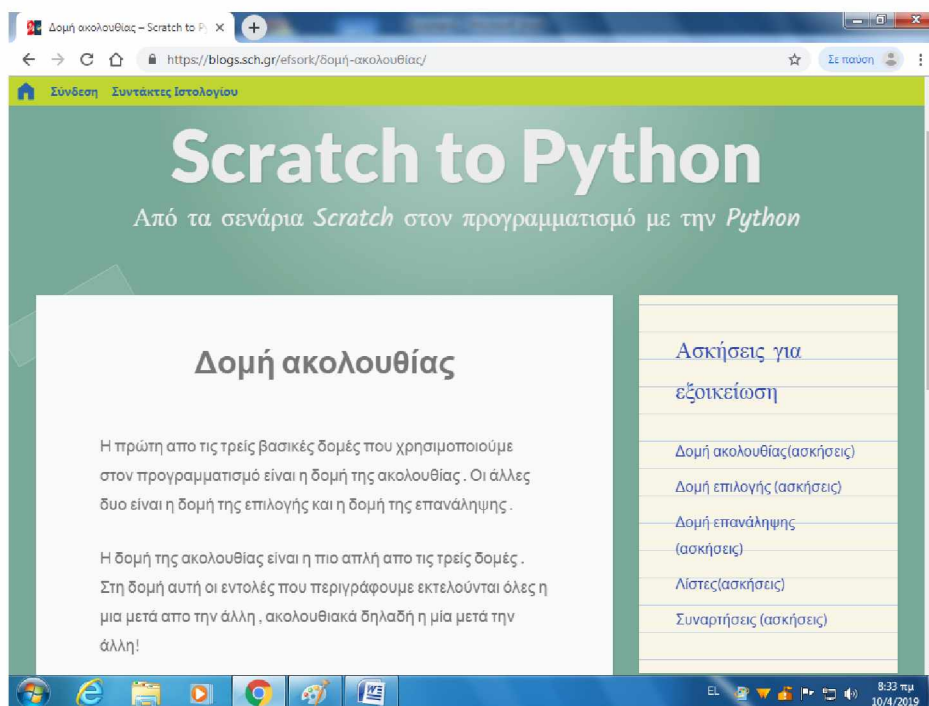 Δομή ακολουθίας – Scratch to P
https://blogs.sch.gr/efsork/δομή-ακολουθίας/
Σε παύση
Σύνδεση Συντάκτες Ιστολογίου
Scratch to Python
Από τα σενάρια Scratch στον προγραμματισμό με την Python
Δομή ακολουθίας
Η πρώτη απο τις τρείς βασικές δομές που χρησιμοποιούμε
στον προγραμματισμό είναι η δομή της ακολουθίας . Οι άλλες
δυο είναι η δομή της επιλογής και η δομή της επανάληψης .
Η δομή της ακολουθίας είναι η πιο απλή απο τις τρείς δομές .
Στη δομή αυτή οι εντολές που περιγράφουμε εκτελούνται όλες η
μια μετά απο την άλλη , ακολουθιακά δηλαδή η μία μετά την
άλλη!
Ασκήσεις για
εξοικείωση
Δομή ακολουθίας(ασκήσεις)
Δομή επιλογής (ασκήσεις)
Δομή επανάληψης
(ασκήσεις)
Λίστες(ασκήσεις)
Συναρτήσεις (ασκήσεις)
EL
8:33 πμ
10/4/2019